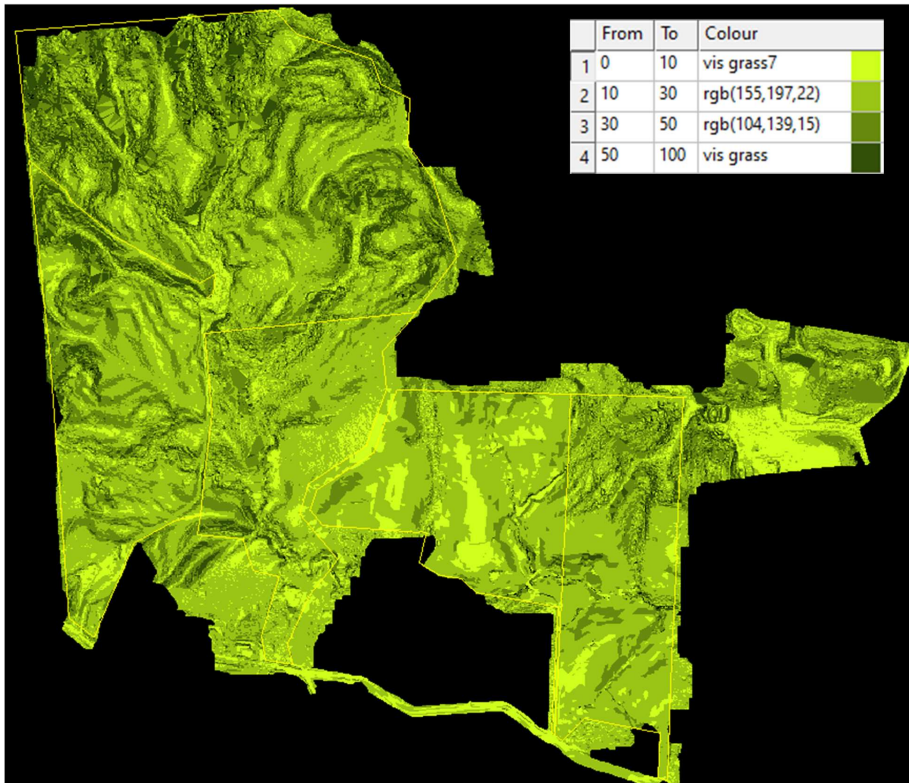 From To Colour
1 0 10 vis grass7
2 10 30 rgb(155,197,22)
3 30 50 rgb(104,139,15)
4 50 100 vis grass